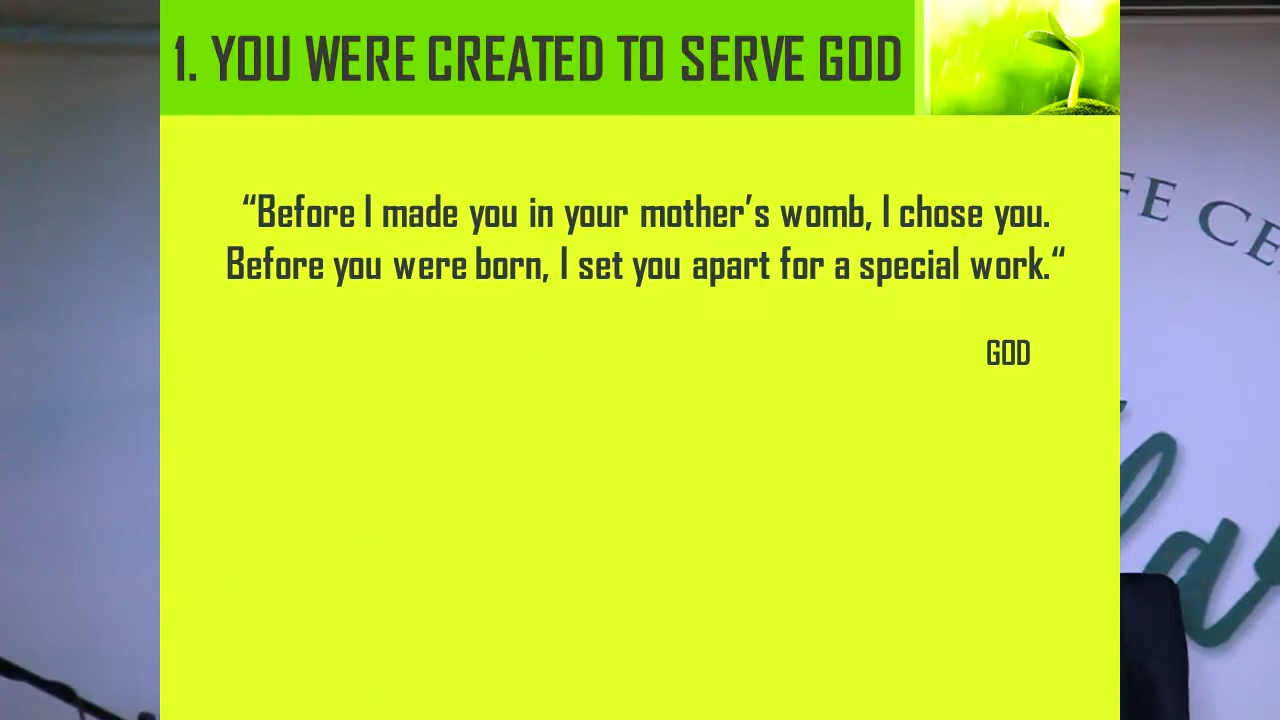 1. YOU WERE CREATED TO SERVE GOD
“Before I made you in your mother’s womb, I chose you.
Before you were born, I set you apart for a special work.“
GOD